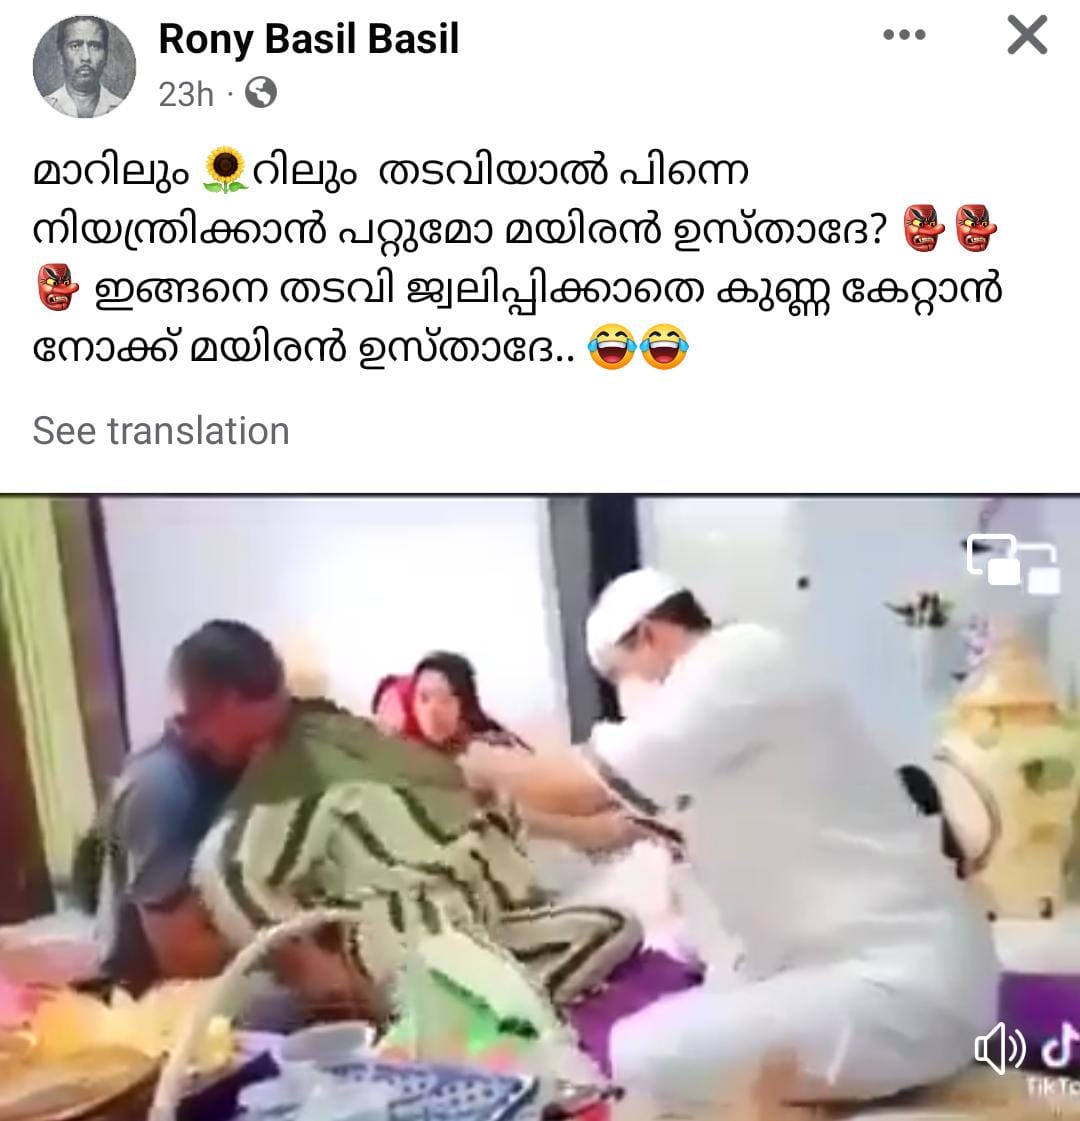 Rony Basil Basil
23h ·
മാറിലും 🌻റിലും തടവിയാൽ പിന്നെ
നിയന്ത്രിക്കാൻ പറ്റുമോ മയിരൻ ഉസ്താദേ? 👺👺
👺 ഇങ്ങനെ തടവി ജ്വലിപ്പിക്കാതെ കുണ്ണ കേറ്റാൻ
നോക്ക് മയിരൻ ഉസ്താദേ.. 😂😂
See translation